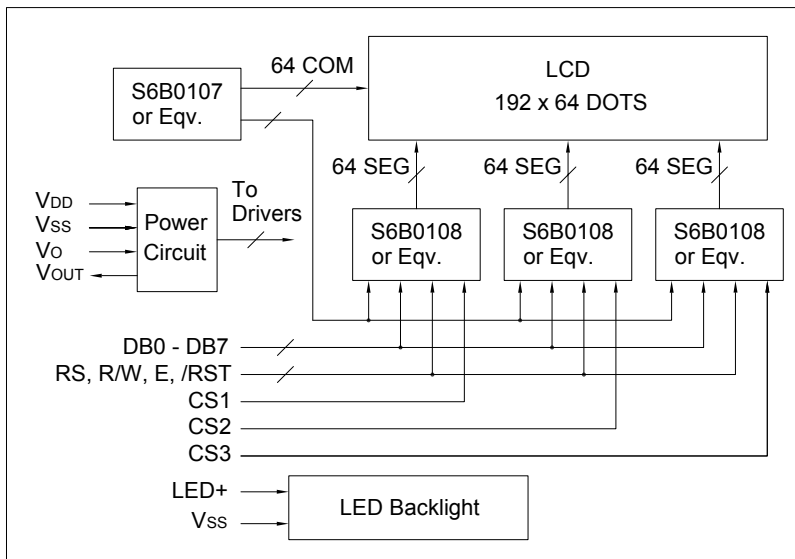 64 COM
S6B0107
or Eqv.
LCD
192 x 64 DOTS
64 SEG
64 SEG
64 SEG
VDD
VSS
VO
VOUT
Power
Circuit
To
Drivers
S6B0108
or Eqv.
S6B0108
or Eqv.
S6B0108
or Eqv.
DB0 - DB7
RS, R/W, E, /RST
CS1
CS2
CS3
LED+
VSS
LED Backlight